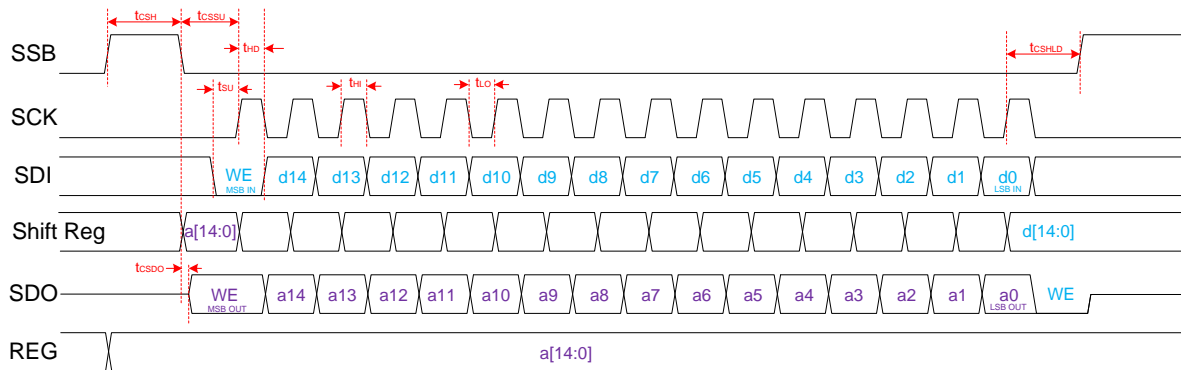 tCSH tCSSU
SSB tHD tCSHLD
tSU tHI tLO
SCK
SDI WE d14 d13 d12 d11 d10 d9 d8 d7 d6 d5 d4 d3 d2 d1 d0
MSB IN LSB IN
Shift Reg a[14:0] d[14:0]
tCSDO
SDO WE a14 a13 a12 a11 a10 a9 a8 a7 a6 a5 a4 a3 a2 a1 a0 WE
MSB OUT LSB OUT
REG a[14:0]